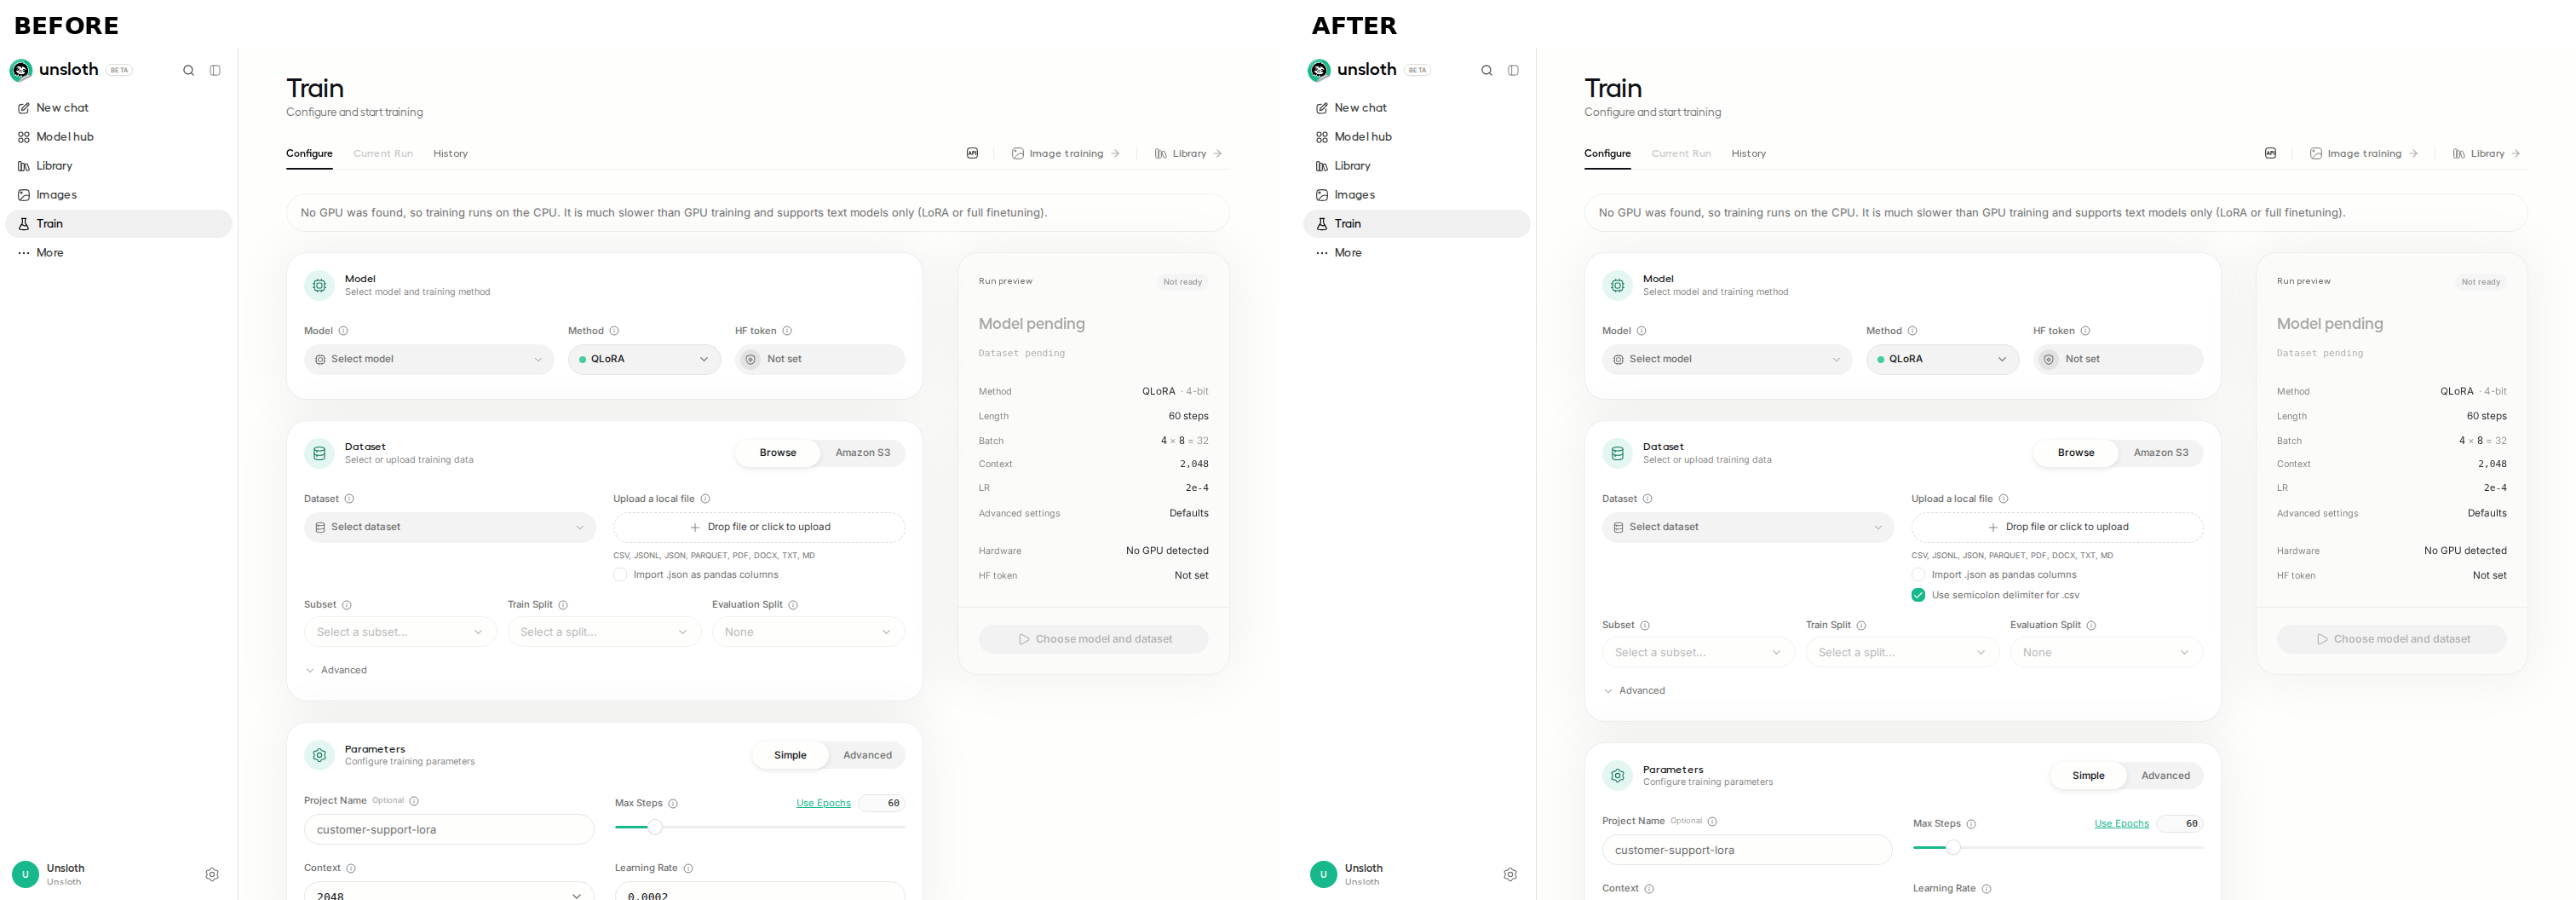 BEFORE
unsloth BETA
New chat
Model hub
Library
Images
Train
More
Unsloth
Unsloth
U
Train
Configure and start training
Configure Current Run History
API Image training Library
No GPU was found, so training runs on the CPU. It is much slower than GPU training and supports text models only (LoRA or full finetuning).
Model
Select model and training method
Model Method HF token
Select model QLoRA Not set
Dataset
Select or upload training data
Browse Amazon S3
Dataset Upload a local file
Select dataset Drop file or click to upload
CSV, JSONL, JSON, PARQUET, PDF, DOCX, TXT, MD
Import .json as pandas columns
Subset Train Split Evaluation Split
Select a subset... Select a split... None
Advanced
Parameters
Configure training parameters
Simple Advanced
Project Name Optional Max Steps Use Epochs 60
customer-support-lora
Context Learning Rate
2048 0.0002
Run preview Not ready
Model pending
Dataset pending
Method QLoRA · 4-bit
Length 60 steps
Batch 4 × 8 = 32
Context 2,048
LR 2e-4
Advanced settings Defaults
Hardware No GPU detected
HF token Not set
Choose model and dataset
AFTER
unsloth BETA
New chat
Model hub
Library
Images
Train
More
Unsloth
Unsloth
U
Train
Configure and start training
Configure Current Run History
API Image training Library
No GPU was found, so training runs on the CPU. It is much slower than GPU training and supports text models only (LoRA or full finetuning).
Model
Select model and training method
Model Method HF token
Select model QLoRA Not set
Dataset
Select or upload training data
Browse Amazon S3
Dataset Upload a local file
Select dataset Drop file or click to upload
CSV, JSONL, JSON, PARQUET, PDF, DOCX, TXT, MD
Import .json as pandas columns
Use semicolon delimiter for .csv
Subset Train Split Evaluation Split
Select a subset... Select a split... None
Advanced
Parameters
Configure training parameters
Simple Advanced
Project Name Optional Max Steps Use Epochs 60
customer-support-lora
Context Learning Rate
Run preview Not ready
Model pending
Dataset pending
Method QLoRA · 4-bit
Length 60 steps
Batch 4 × 8 = 32
Context 2,048
LR 2e-4
Advanced settings Defaults
Hardware No GPU detected
HF token Not set
Choose model and dataset